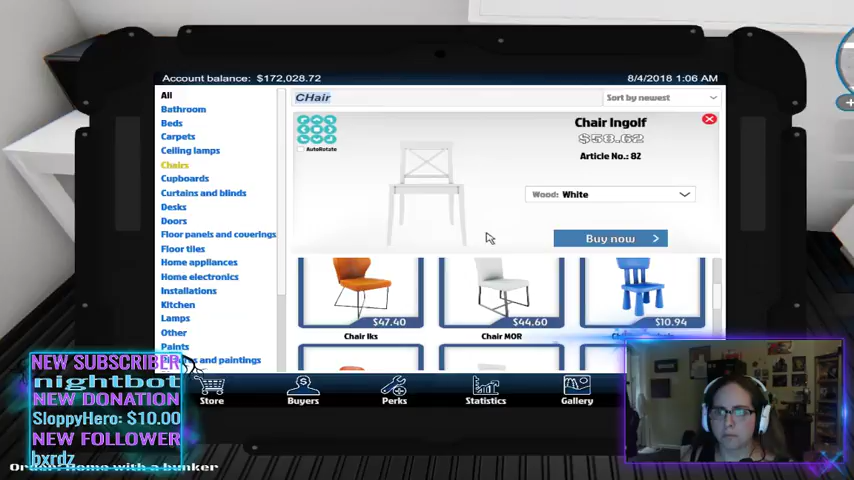 Account balance: $172,028.72
8/4/2018 1:06 AM
All
Bathroom
Beds
Carpets
Ceiling lamps
Chairs
Cupboards
Curtains and blinds
Desks
Doors
Floor panels and coverings
Floor tiles
Home appliances
Home electronics
Installations
Kitchen
Lamps
Other
Paints
CHair
Sort by newest
AutoRotate
Chair Ingolf
$58.62
Article No.: 82
Wood: White
Buy now
$47.40
$44.60
$10.94
Chair Iks
Chair MOR
and paintings
Store
Buyers
Perks
Statistics
Gallery
NEW SUBSCRIBER
nightbot
NEW DONATION
SloppyHero: $10.00
NEW FOLLOWER
bxrdz
Order: Home with a bunker